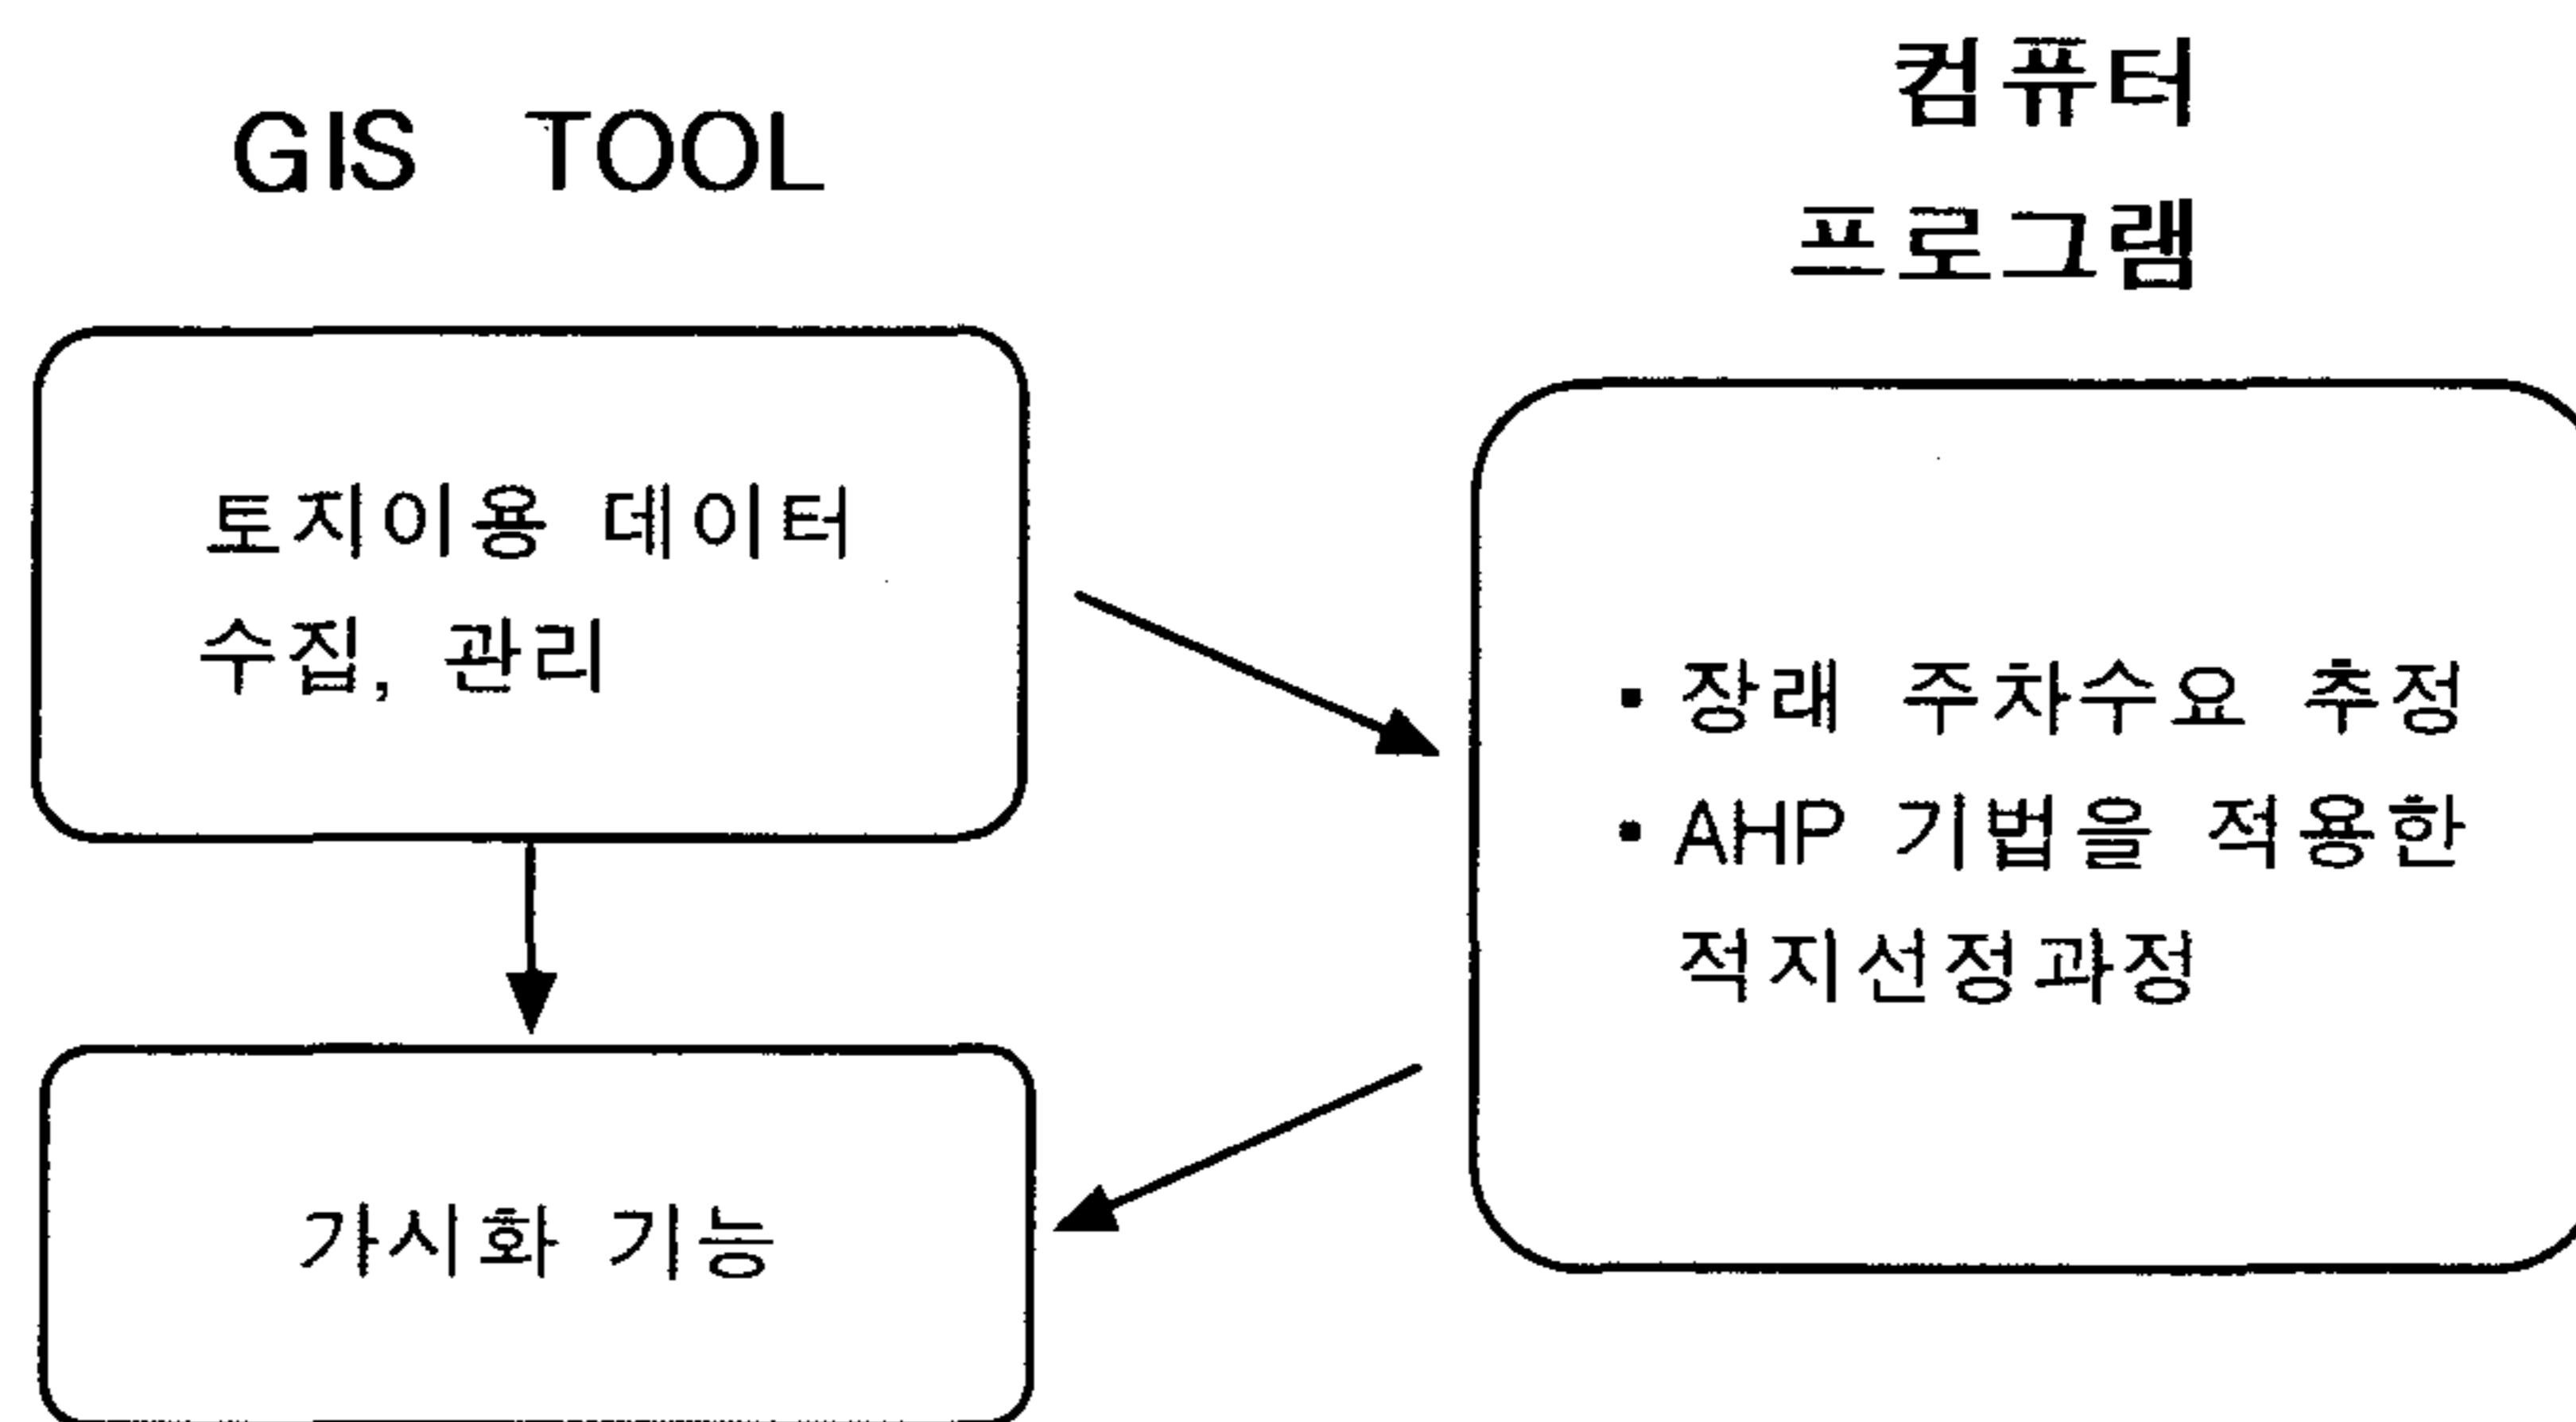 GIS TOOL
토지이용 데이터
수집, 관리
가시화 기능
컴퓨터
프로그램
▪ 장래 주차수요 추정
▪ AHP 기법을 적용한
적지선정과정